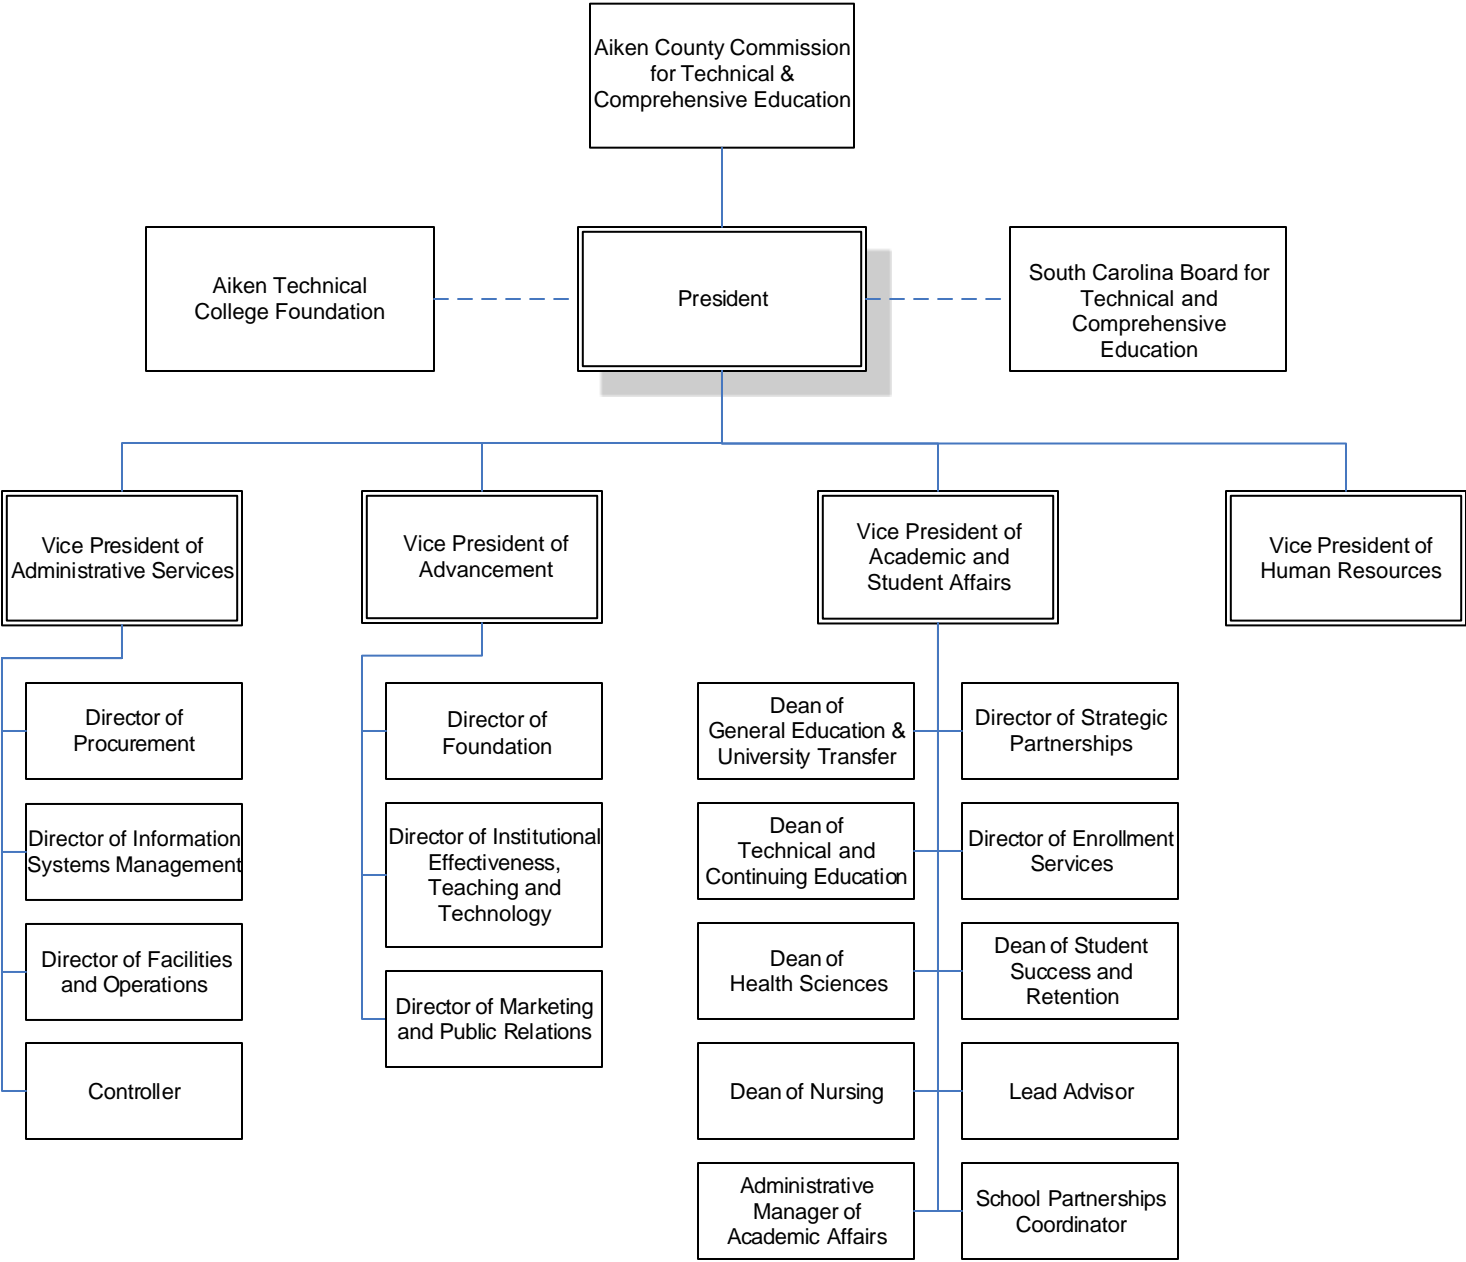 Aiken County Commission
for Technical &
Comprehensive Education
Aiken Technical
College Foundation
President
South Carolina Board for
Technical and
Comprehensive
Education
Vice President of
Administrative Services
Vice President of
Advancement
Vice President of
Academic and
Student Affairs
Vice President of
Human Resources
Director of
Procurement
Director of Information
Systems Management
Director of Facilities
and Operations
Controller
Director of
Foundation
Director of Institutional
Effectiveness,
Teaching and
Technology
Director of Marketing
and Public Relations
Dean of
General Education &
University Transfer
Dean of
Technical and
Continuing Education
Dean of
Health Sciences
Dean of Nursing
Administrative
Manager of
Academic Affairs
Director of Strategic
Partnerships
Director of Enrollment
Services
Dean of Student
Success and
Retention
Lead Advisor
School Partnerships
Coordinator